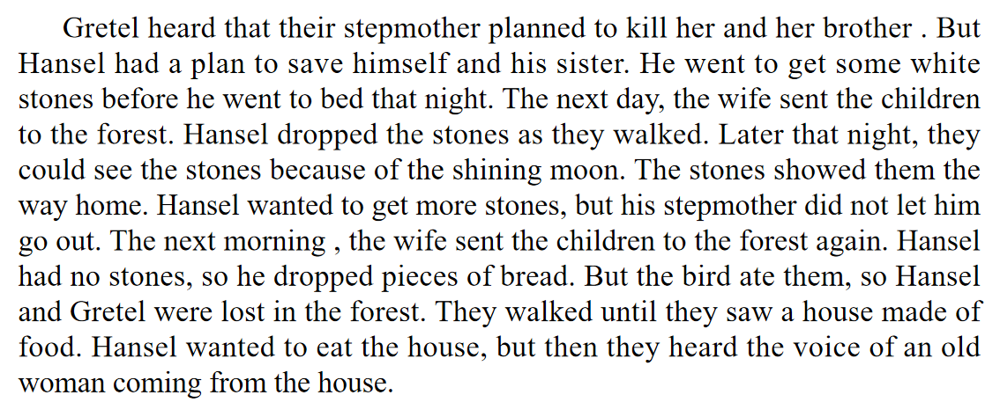 Gretel heard that their stepmother planned to kill her and her brother . But
Hansel had a plan to save himself and his sister. He went to get some white
stones before he went to bed that night. The next day, the wife sent the children
to the forest. Hansel dropped the stones as they walked. Later that night, they
could see the stones because of the shining moon. The stones showed them the
way home. Hansel wanted to get more stones, but his stepmother did not let him
go out. The next morning , the wife sent the children to the forest again. Hansel
had no stones, so he dropped pieces of bread. But the bird ate them, so Hansel
and Gretel were lost in the forest. They walked until they saw a house made of
food. Hansel wanted to eat the house, but then they heard the voice of an old
woman coming from the house.